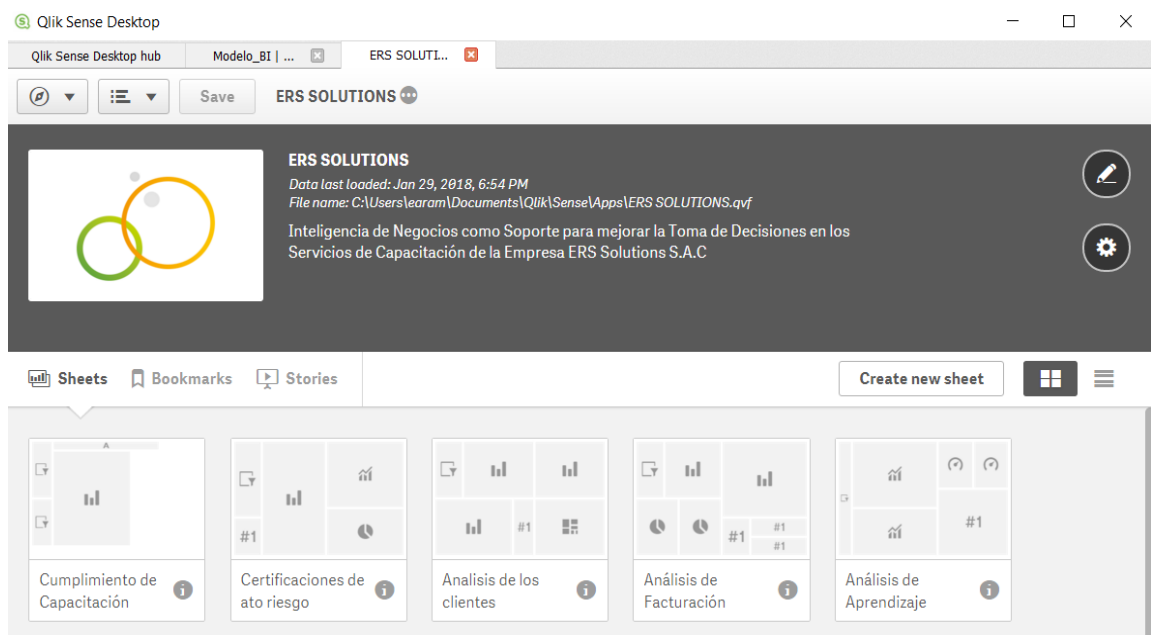 Qlik Sense Desktop
Qlik Sense Desktop hub
Modelo_BI | ...
ERS SOLUTI...
Save
ERS SOLUTIONS
ERS SOLUTIONS
Data last loaded: Jan 29, 2018, 6:54 PM
File name: C:\Users\earam\Documents\Qlik\Sense\Apps\ERS SOLUTIONS.qvf
Inteligencia de Negocios como Soporte para mejorar la Toma de Decisiones en los
Servicios de Capacitación de la Empresa ERS Solutions S.A.C
Sheets
Bookmarks
Stories
Create new sheet
A
#1
#1
#1
#1
#1
#1
Cumplimiento de
Capacitación
Certificaciones de
ato riesgo
Analisis de los
clientes
Análisis de
Facturación
Análisis de
Aprendizaje